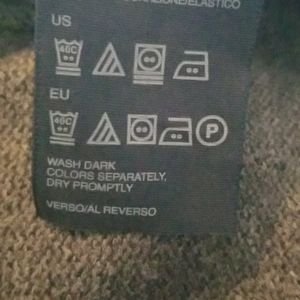 US
40C
EU
40C P
WASH DARK
COLORS SEPARATELY,
DRY PROMPTLY
VERSO/AL REVERSO